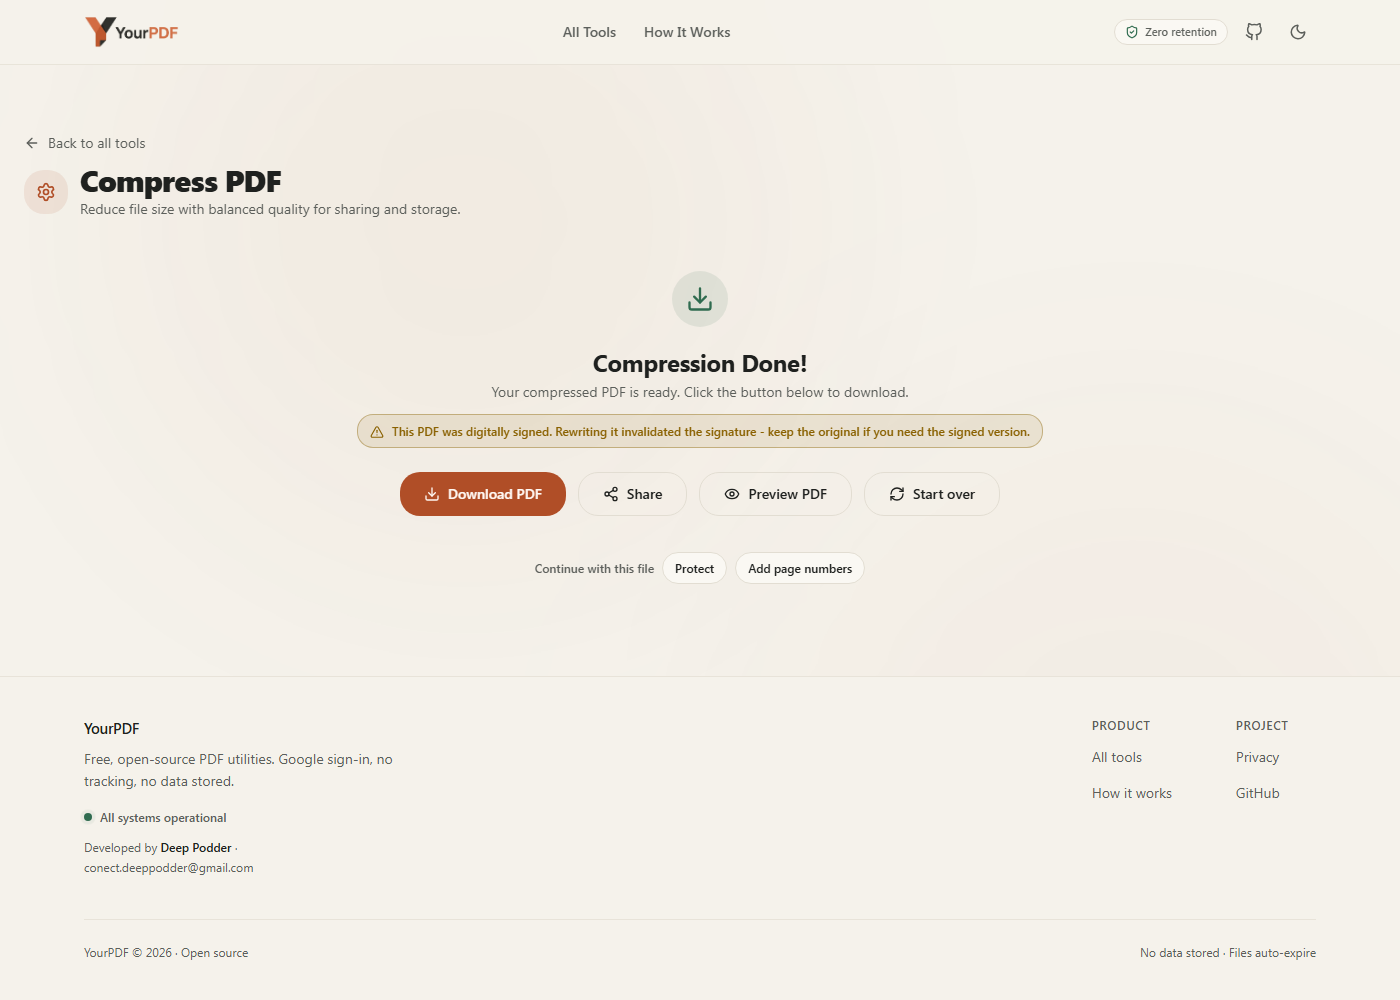 YourPDF
All Tools
How It Works
Zero retention
Back to all tools
Compress PDF
Reduce file size with balanced quality for sharing and storage.
Compression Done!
Your compressed PDF is ready. Click the button below to download.
This PDF was digitally signed. Rewriting it invalidated the signature - keep the original if you need the signed version.
Download PDF
Share
Preview PDF
Start over
Continue with this file
Protect
Add page numbers
YourPDF
Free, open-source PDF utilities. Google sign-in, no
tracking, no data stored.
All systems operational
Developed by Deep Podder ·
conect.deeppodder@gmail.com
PRODUCT
All tools
How it works
PROJECT
Privacy
GitHub
YourPDF © 2026 · Open source
No data stored · Files auto-expire